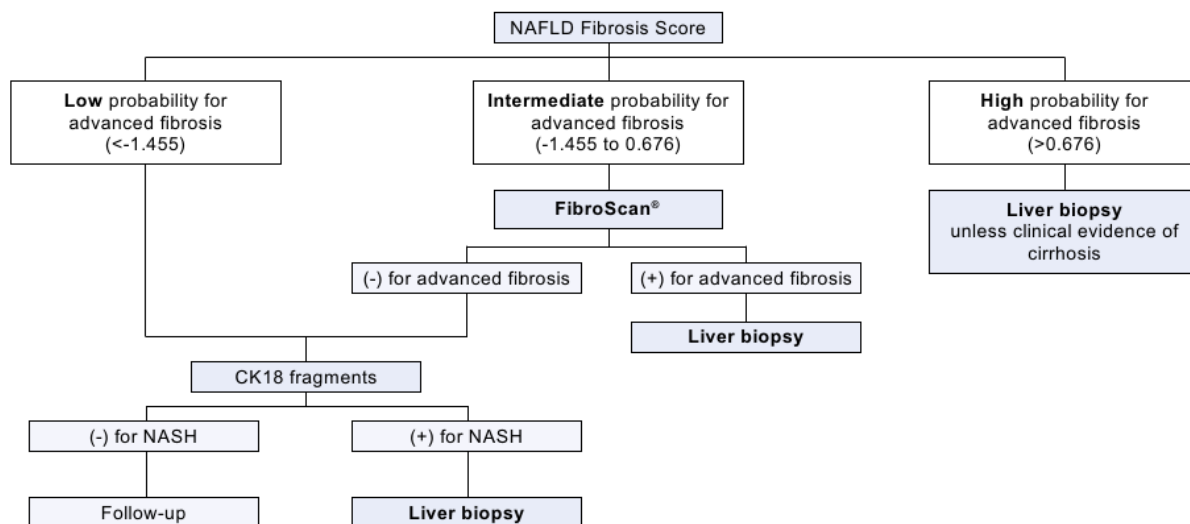 NAFLD Fibrosis Score
Low probability for
advanced fibrosis
(<-1.455)
Intermediate probability for
advanced fibrosis
(-1.455 to 0.676)
High probability for
advanced fibrosis
(>0.676)
FibroScan®
Liver biopsy
unless clinical evidence of
cirrhosis
(-) for advanced fibrosis
(+) for advanced fibrosis
Liver biopsy
CK18 fragments
(-) for NASH
(+) for NASH
Follow-up
Liver biopsy